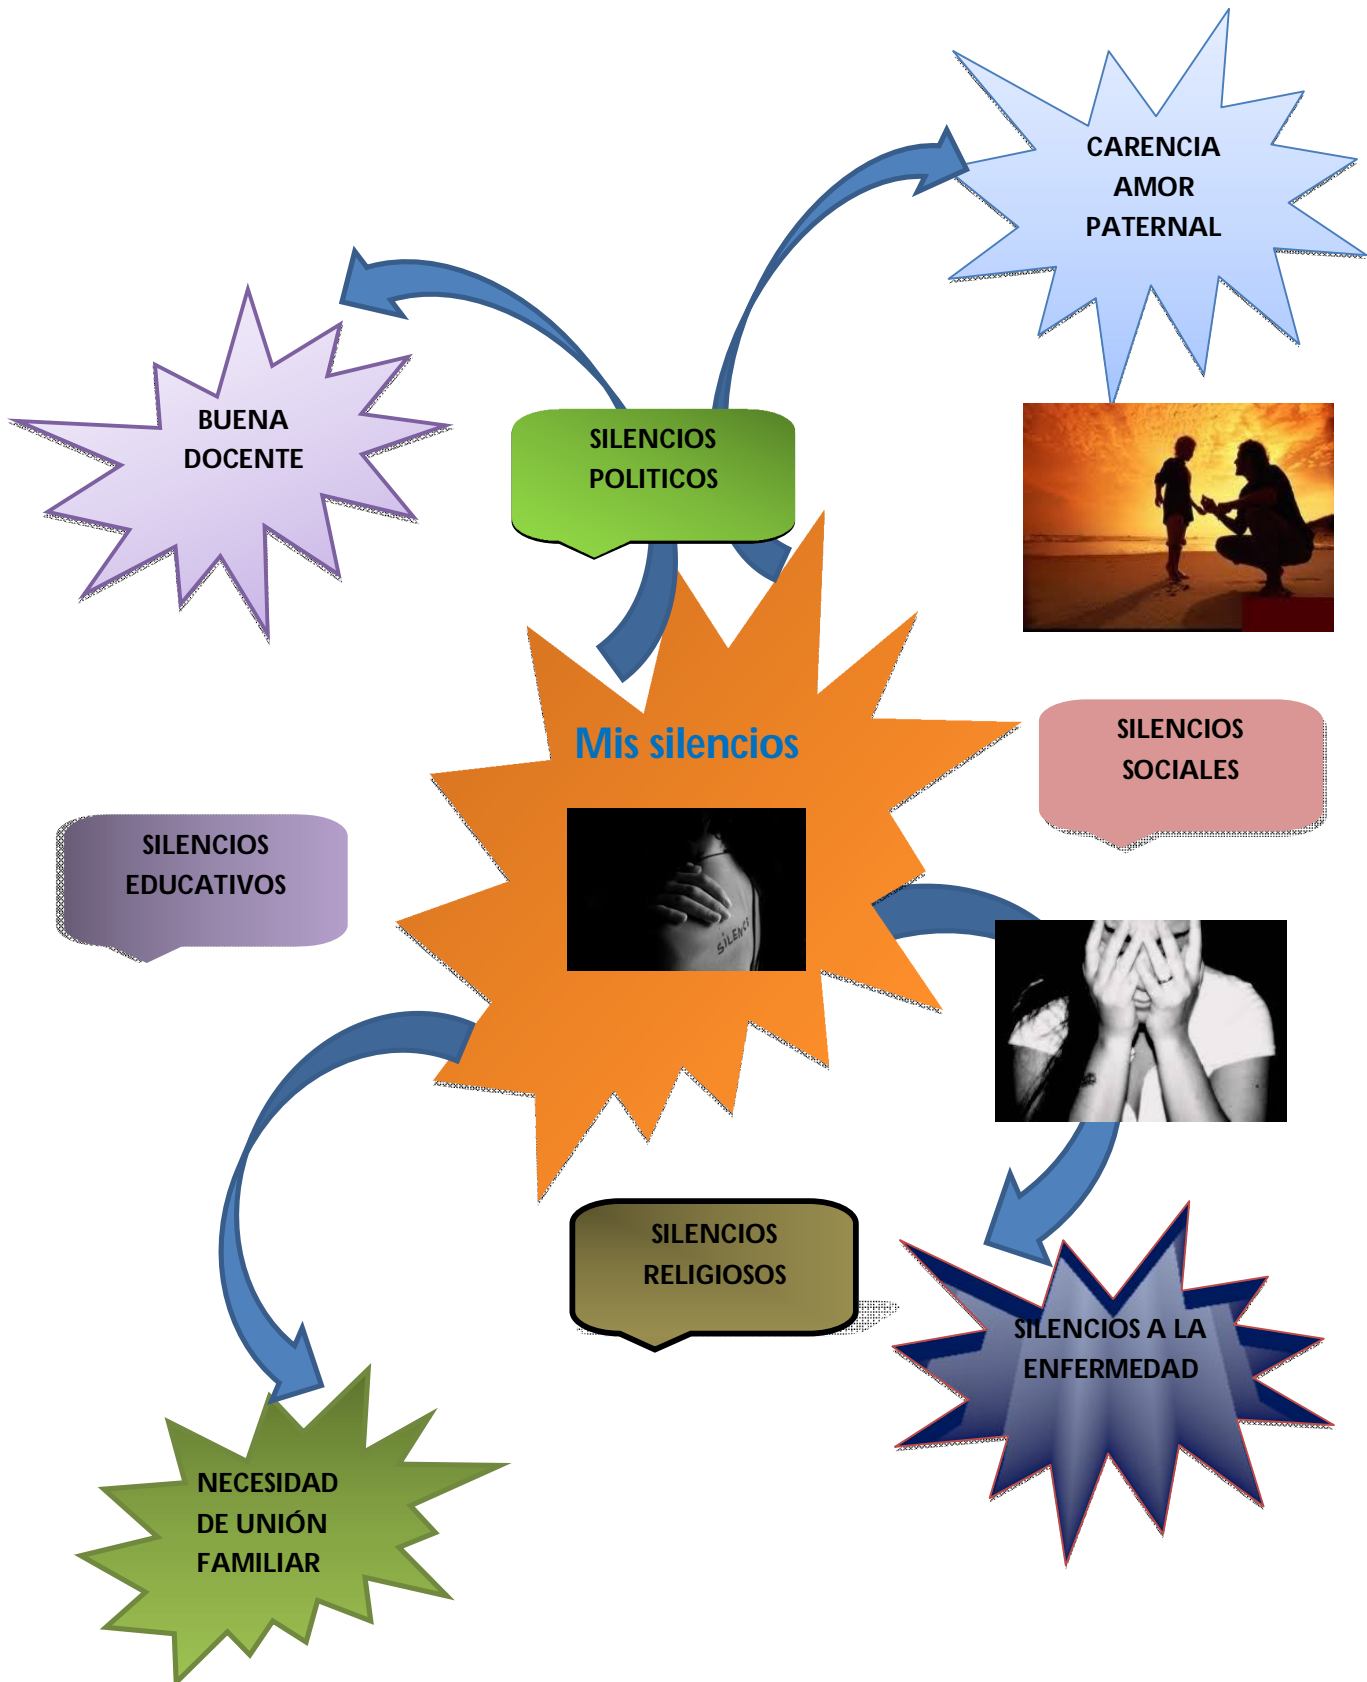 CARENCIA
AMOR
PATERNAL
BUENA
DOCENTE
SILENCIOS
POLITICOS
Mis silencios
SILENCIOS
SOCIALES
SILENCIOS
EDUCATIVOS
SILENC
SILENCIOS
RELIGIOSOS
SILENCIOS A LA
ENFERMEDAD
NECESIDAD
DE UNIÓN
FAMILIAR